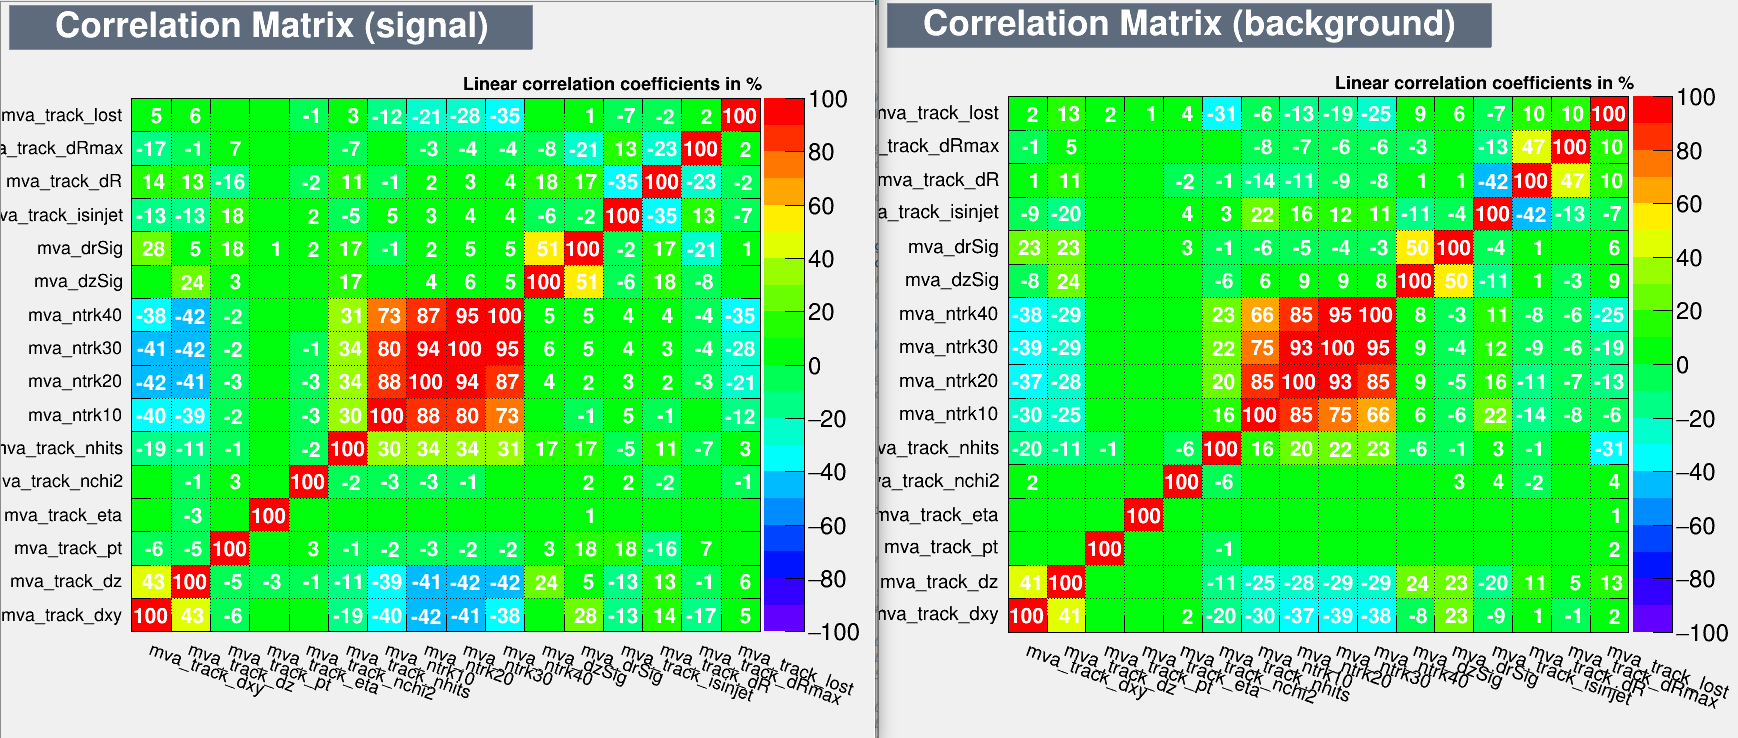 Correlation Matrix (signal)
Linear correlation coefficients in %
mva_track_lost 5 6 -1 3 -12 -21 -28 -35 1 -7 -2 2 100
a_track_dRmax -17 -1 7 -7 -3 -4 -4 -8 -21 13 -23 100 2
mva_track_dR 14 13 -16 -2 11 -1 2 3 4 18 17 -35 100 -23 -2
va_track_isinjet -13 -13 18 2 -5 5 3 4 4 -6 -2 100 -35 13 -7
mva_drSig 28 5 18 1 2 17 -1 2 5 5 51 100 -2 17 -21 1
mva_dzSig 24 3 17 4 6 5 100 51 -6 18 -8
mva_ntrk40 -38 -42 -2 31 73 87 95 100 5 5 4 4 -4 -35
mva_ntrk30 -41 -42 -2 -1 34 80 94 100 95 6 5 4 3 -4 -28
mva_ntrk20 -42 -41 -3 -3 34 88 100 94 87 4 2 3 2 -3 -21
mva_ntrk10 -40 -39 -2 -3 30 100 88 80 73 -1 5 -1 -12
mva_track_nhits -19 -11 -1 -2 100 30 34 34 31 17 17 -5 11 -7 3
va_track_nchi2 -1 3 100 -2 -3 -3 -1 2 2 -2 -1
mva_track_eta -3 100 1
mva_track_pt -6 -5 100 3 -1 -2 -3 -2 -2 3 18 18 -16 7
mva_track_dz 43 100 -5 -3 -1 -11 -39 -41 -42 -42 24 5 -13 13 -1 6
mva_track_dxy 100 43 -6 -19 -40 -42 -41 -38 28 -13 14 -17 5
100
80
60
40
20
0
−20
−40
−60
−80
−100
mva_track_dxy
mva_track_dz
mva_track_pt
mva_track_eta
mva_track_nchi2
mva_track_nhits
mva_ntrk10
mva_ntrk20
mva_ntrk30
mva_ntrk40
mva_dzSig
mva_drSig
mva_track_isinjet
mva_track_dR
mva_track_dRmax
mva_track_lost
Correlation Matrix (background)
Linear correlation coefficients in %
mva_track_lost 2 13 2 1 4 -31 -6 -13 -19 -25 9 6 -7 10 10 100
_track_dRmax -1 5 -8 -7 -6 -6 -3 -13 47 100 10
mva_track_dR 1 11 -2 -1 -14 -11 -9 -8 1 1 -42 100 47 10
a_track_isinjet -9 -20 4 3 22 16 12 11 -11 -4 100 -42 -13 -7
mva_drSig 23 23 3 -1 -6 -5 -4 -3 50 100 -4 1 6
mva_dzSig -8 24 -6 6 9 9 8 100 50 -11 1 -3 9
mva_ntrk40 -38 -29 23 66 85 95 100 8 -3 11 -8 -6 -25
mva_ntrk30 -39 -29 22 75 93 100 95 9 -4 12 -9 -6 -19
mva_ntrk20 -37 -28 20 85 100 93 85 9 -5 16 -11 -7 -13
mva_ntrk10 -30 -25 16 100 85 75 66 6 -6 22 -14 -8 -6
va_track_nhits -20 -11 -1 -6 100 16 20 22 23 -6 -1 3 -1 -31
a_track_nchi2 2 100 -6 3 4 -2 4
mva_track_eta 100 1
mva_track_pt 100 -1 2
mva_track_dz 41 100 -11 -25 -28 -29 -29 24 23 -20 11 5 13
mva_track_dxy 100 41 2 -20 -30 -37 -39 -38 -8 23 -9 1 -1 2
100
80
60
40
20
0
−20
−40
−60
−80
−100
mva_track_dxy
mva_track_dz
mva_track_pt
mva_track_eta
mva_track_nchi2
mva_track_nhits
mva_ntrk10
mva_ntrk20
mva_ntrk30
mva_ntrk40
mva_dzSig
mva_drSig
mva_track_isinjet
mva_track_dR
mva_track_dRmax
mva_track_lost